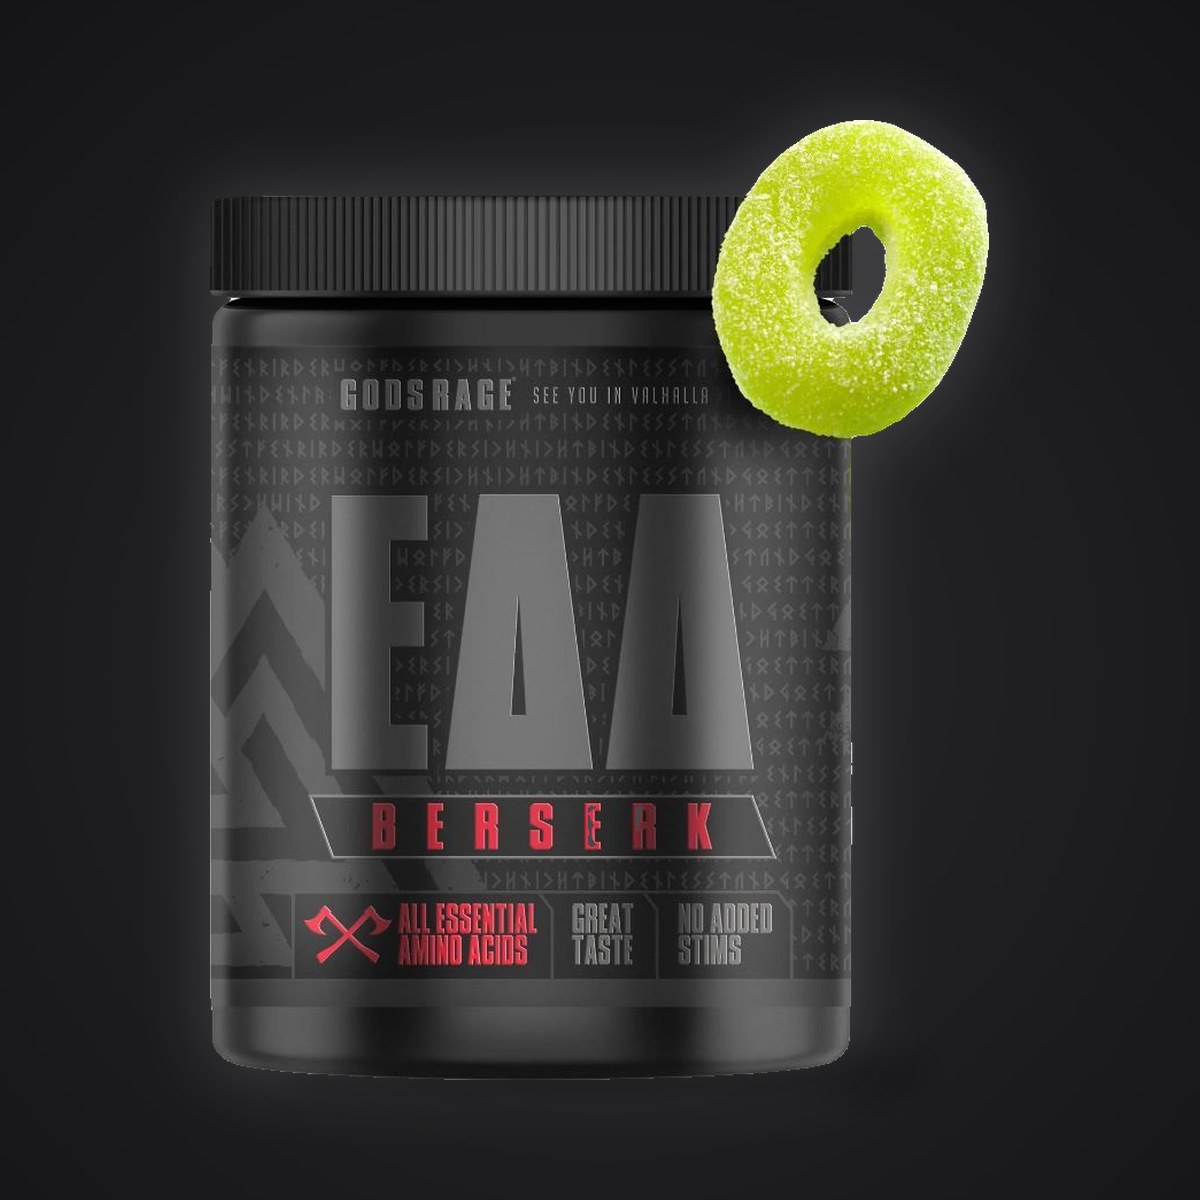 GODS RAGE SEE YOU IN VALHALLA
EAA
BERSERK
ALL ESSENTIAL
AMINO ACIDS
GREAT
TASTE
NO ADDED
STIMS